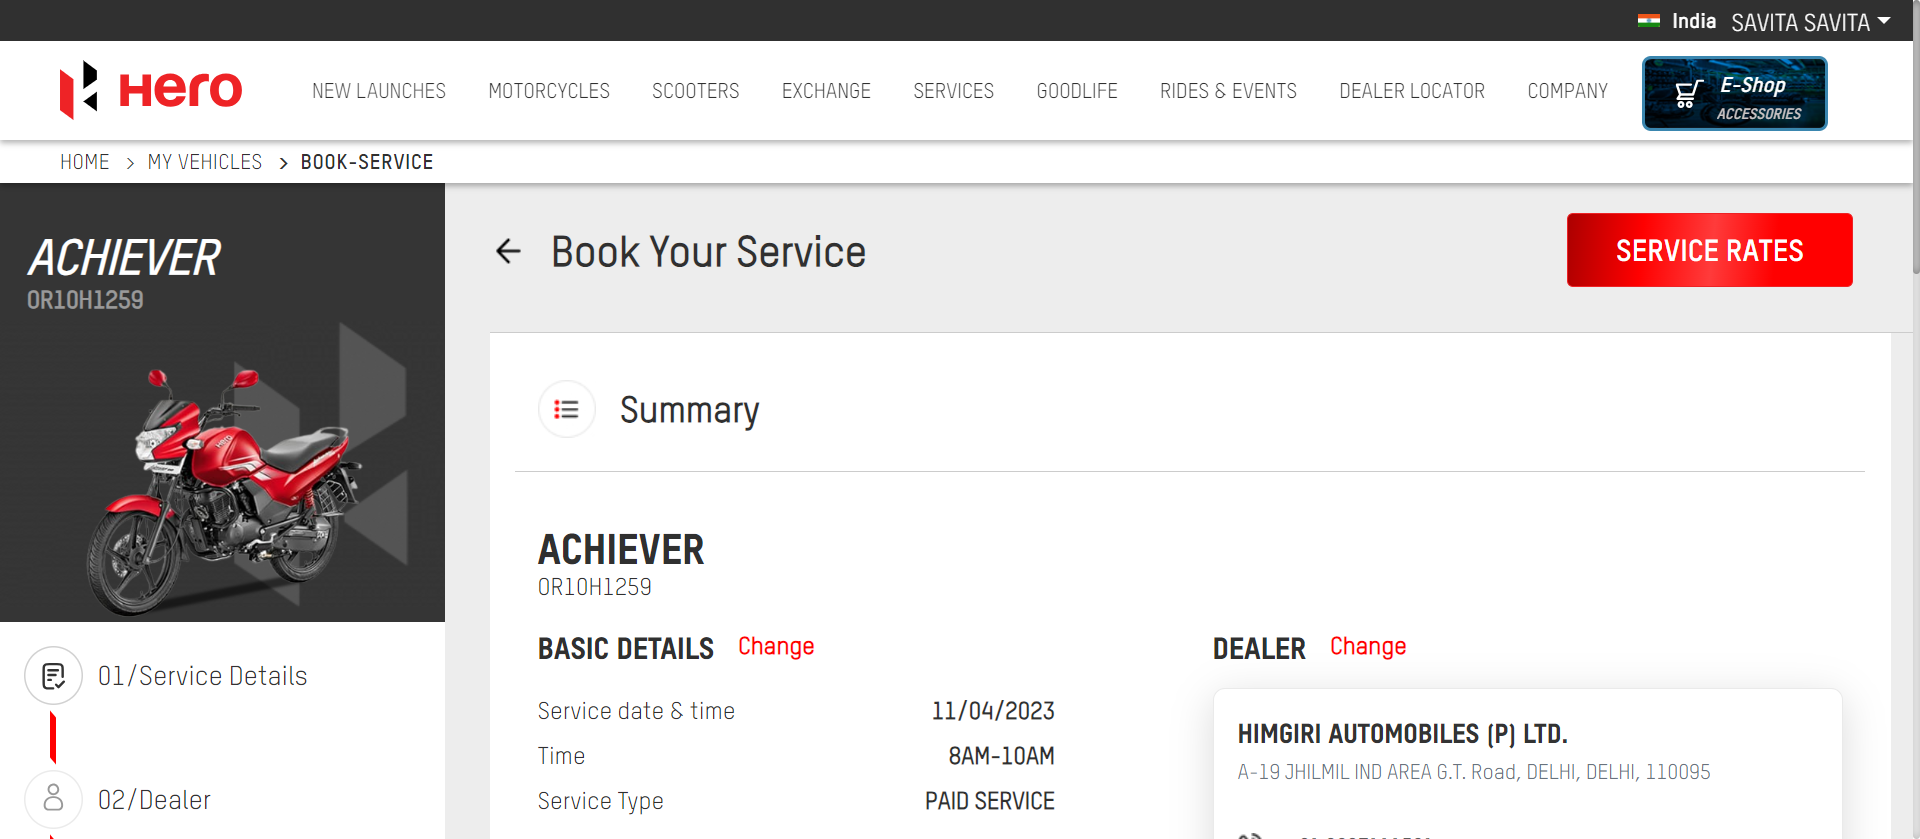 India SAVITA SAVITA
Hero
NEW LAUNCHES MOTORCYCLES SCOOTERS EXCHANGE SERVICES GOODLIFE RIDES & EVENTS DEALER LOCATOR COMPANY
E-Shop
ACCESSORIES
HOME > MY VEHICLES > BOOK-SERVICE
ACHIEVER
OR10H1259
Book Your Service
SERVICE RATES
Summary
ACHIEVER
OR10H1259
BASIC DETAILS Change
Service date & time 11/04/2023
Time 8AM-10AM
Service Type PAID SERVICE
DEALER Change
HIMGIRI AUTOMOBILES (P) LTD.
A-19 JHILMIL IND AREA G.T. Road, DELHI, DELHI, 110095
01/Service Details
02/Dealer